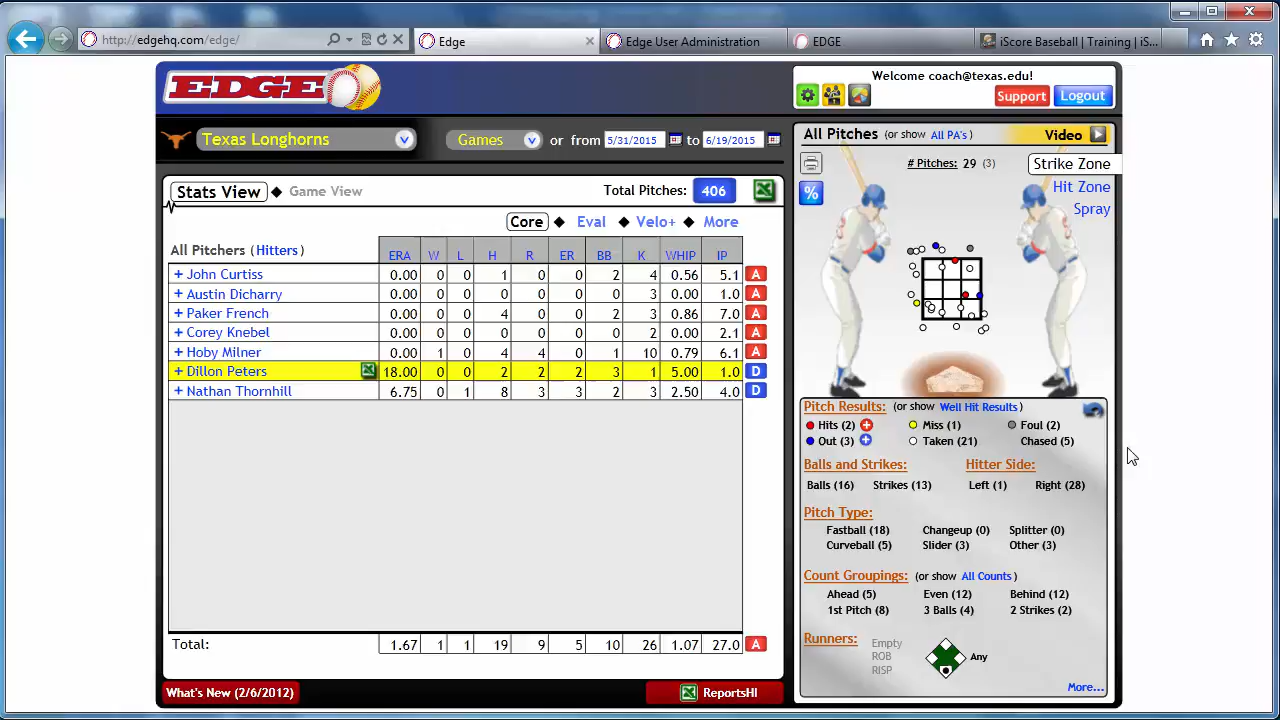 http://edgehq.com/edge/
Edge
Edge User Administration
EDGE
iScore Baseball | Training | iS...
EDGE
Welcome coach@texas.edu!
Support
Logout
Texas Longhorns
Games
or from
5/31/2015
to
6/19/2015
All Pitches (or show All PA's )
Video
Stats View ◆ Game View
Total Pitches: 406
# Pitches: 29 (3)
Strike Zone
%
Hit Zone
Spray
Core ◆ Eval ◆ Velo+ ◆ More
All Pitchers (Hitters )
ERA W L H R ER BB K WHIP IP
+ John Curtiss 0.00 0 0 1 0 0 2 4 0.56 5.1 A
+ Austin Dicharry 0.00 0 0 0 0 0 0 3 0.00 1.0 A
+ Paker French 0.00 0 0 4 0 0 2 3 0.86 7.0 A
+ Corey Knebel 0.00 0 0 0 0 0 0 2 0.00 2.1 A
+ Hoby Milner 0.00 1 0 4 4 0 1 10 0.79 6.1 A
+ Dillon Peters 18.00 0 0 2 2 2 3 1 5.00 1.0 D
+ Nathan Thornhill 6.75 0 1 8 3 3 2 3 2.50 4.0 D
Total: 1.67 1 1 19 9 5 10 26 1.07 27.0 A
Pitch Results: (or show Well Hit Results )
Hits (2) Miss (1) Foul (2)
Out (3) Taken (21) Chased (5)
Balls and Strikes: Hitter Side:
Balls (16) Strikes (13) Left (1) Right (28)
Pitch Type:
Fastball (18) Changeup (0) Splitter (0)
Curveball (5) Slider (3) Other (3)
Count Groupings: (or show All Counts )
Ahead (5) Even (12) Behind (12)
1st Pitch (8) 3 Balls (4) 2 Strikes (2)
Runners:
Empty
ROB
RISP
Any
More...
What's New (2/6/2012)
ReportsHI